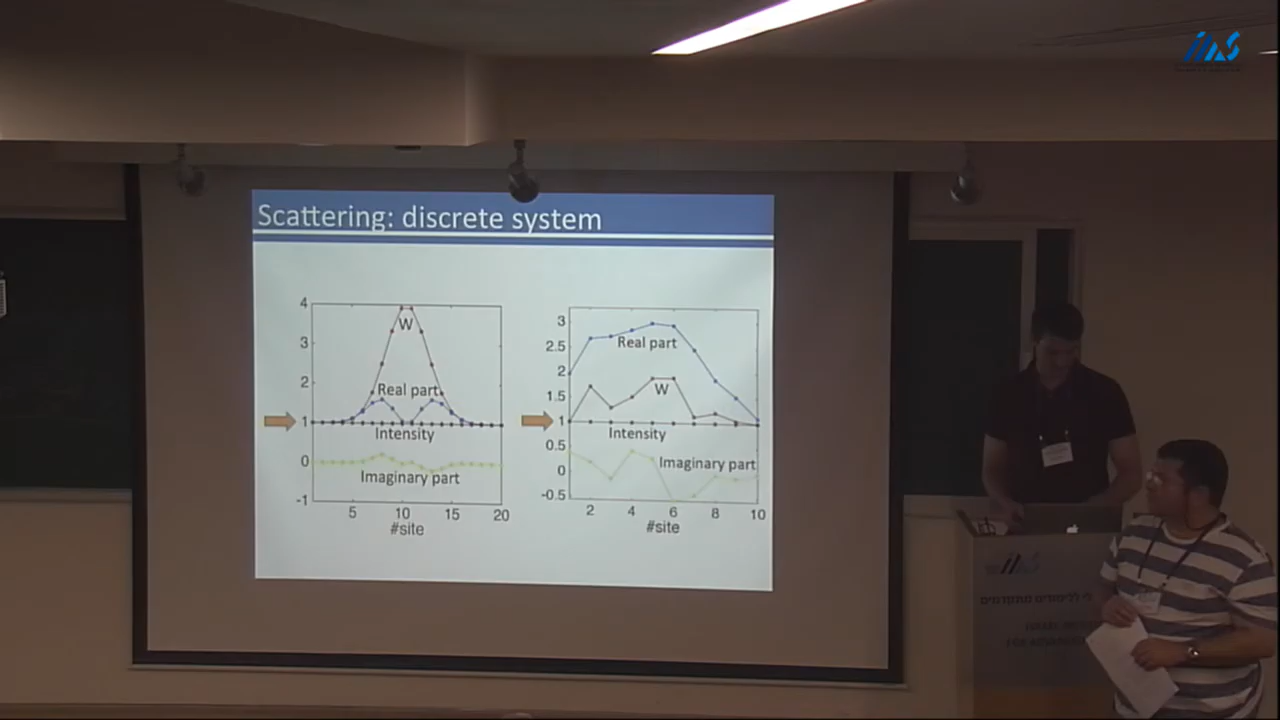 iias
Scattering: discrete system
4
3
2
1
0
-1
W
Real part
Intensity
Imaginary part
5
10
15
20
#site
3
2.5
2
1.5
1
0.5
0
-0.5
Real part
W
Intensity
Imaginary part
2
4
6
8
10
#site
iias